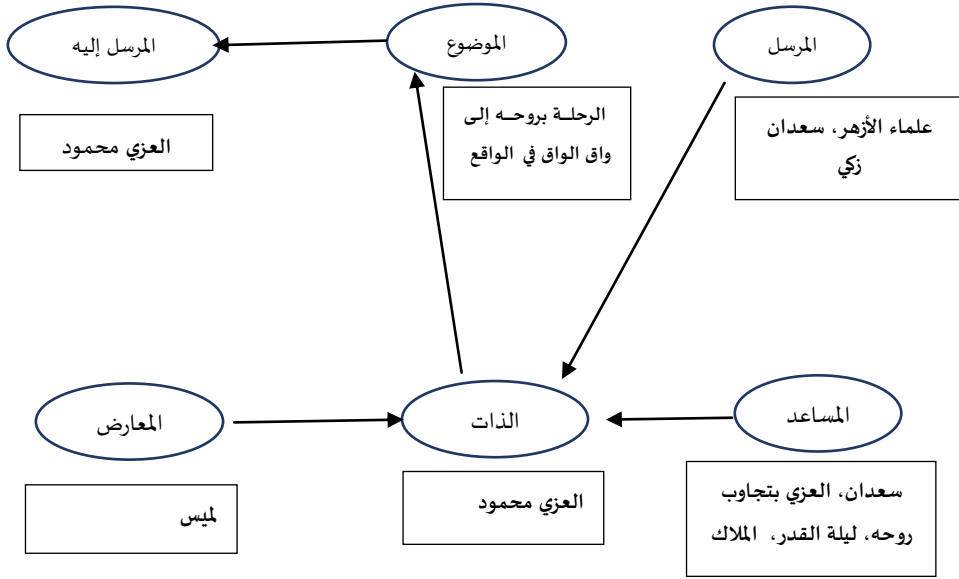 المرسل
الموضوع
المرسل إليه
علماء الأزهر، سعدان
زكي
الرحلة بروحه إلى
واق الواق في الواقع
العزي محمود
المساعد
الذات
المعارض
سعدان، العزي بتجاوب
روحه، ليلة القدر، الملاك
العزي محمود
لميس